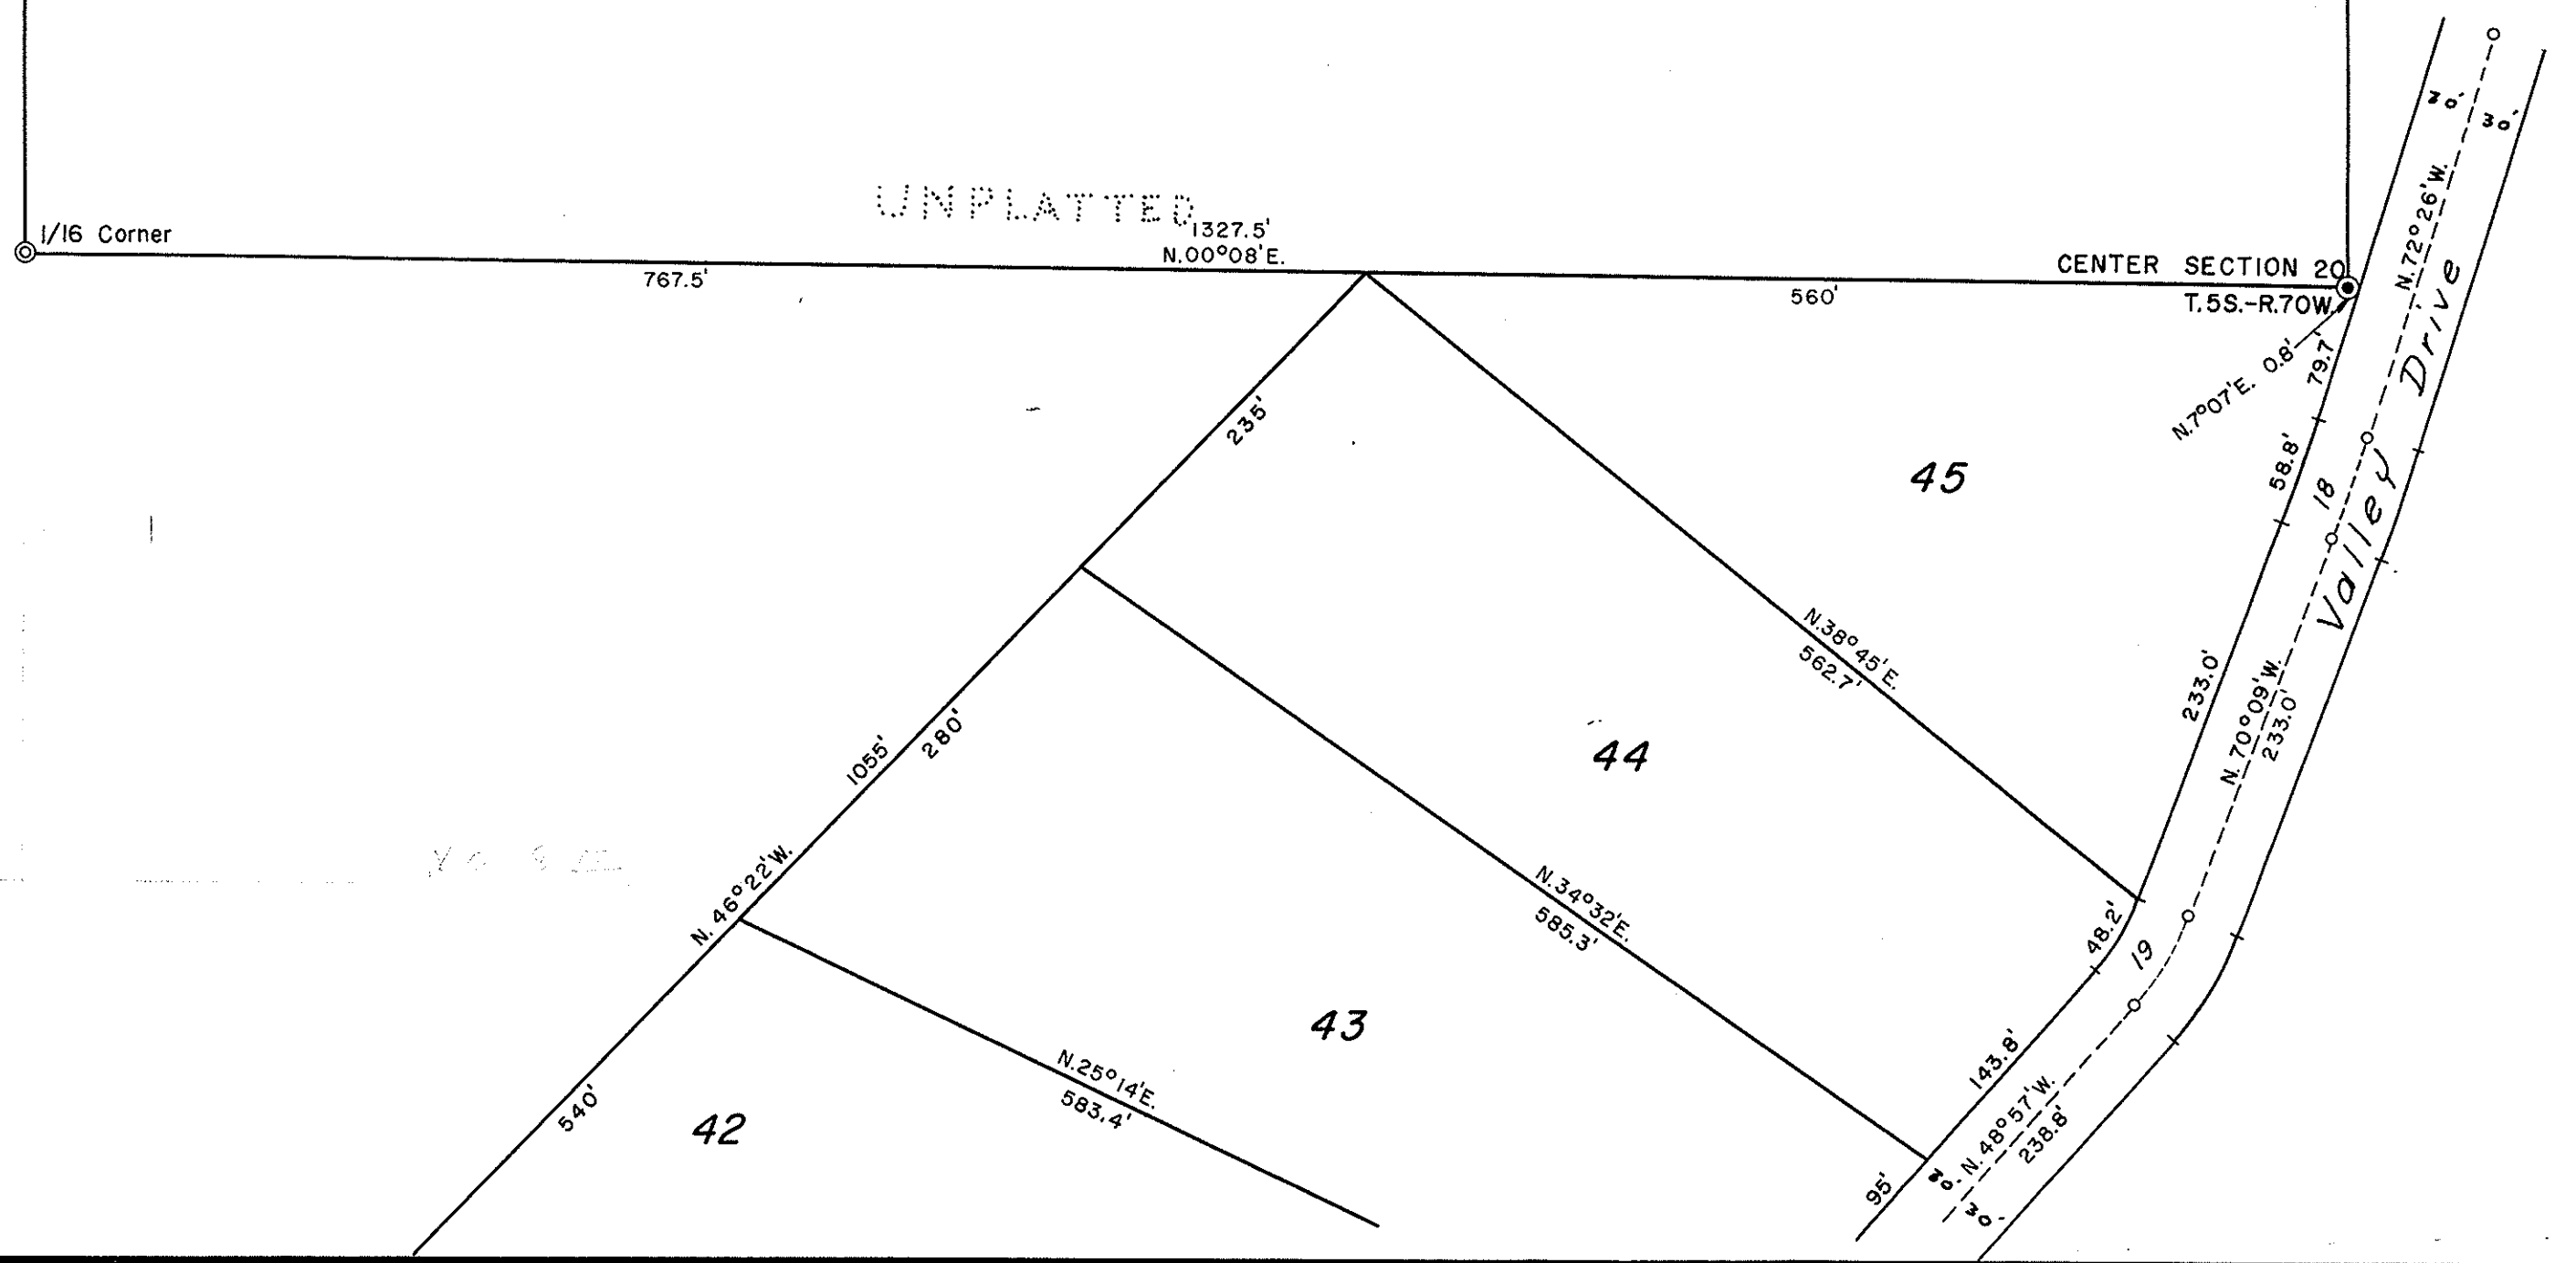 UNPLATTED
1/16 Corner
1327.5'
N.00°08'E.
767.5'
560'
CENTER SECTION 20
T.5S.-R.70W.
30'
30'
N.72°26'W.
Valley Drive
N.7°07'E. 0.8'
79.7'
58.8'
18
235'
45
233.0'
N.70°09'W.
233.0'
N.38°45'E.
562.7'
44
1055'
280'
N.46°22'W.
N.34°32'E.
585.3'
48.2'
19
43
143.8'
N.48°57'W.
238.8'
N.25°14'E.
583.4'
540'
42
95'
30'
30'